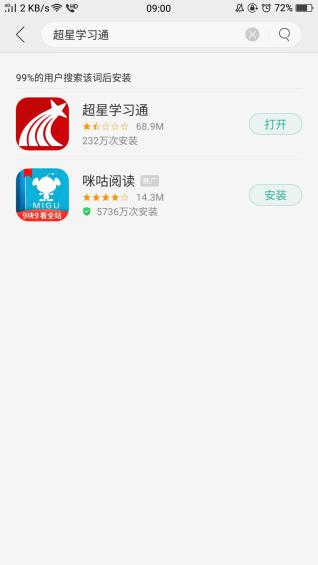 4G 2 KB/s 09:00 72%
超星学习通
99%的用户搜索该词后安装
超星学习通
68.9M
打开
232万次安装
咪咕阅读 推广
14.3M
安装
5736万次安装
MIGU
9块9看全站